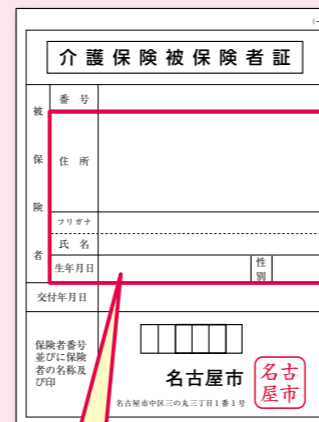 (一
介護保険被保険者証
被保険者
番号
住所
フリガナ
氏名
生年月日
性別
交付年月日
保険者番号
並びに保険
者の名称及
び印
名古屋市
名古屋市中区三の丸三丁目1番1号
名古
屋市